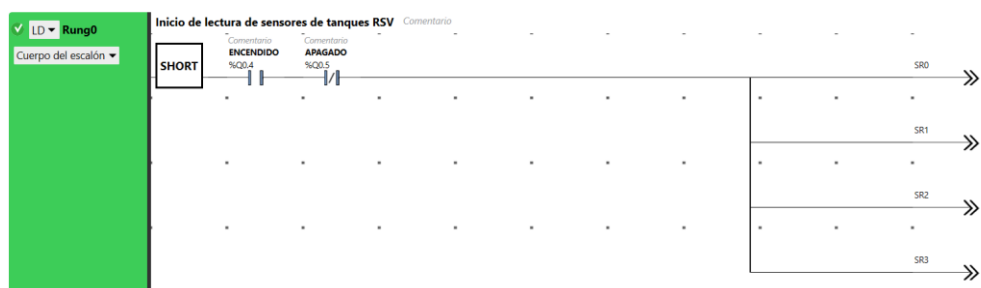 LD Rung0
Cuerpo del escalón
Inicio de lectura de sensores de tanques RSV Comentario
Comentario Comentario
ENCENDIDO APAGADO
%Q0.4 %Q0.5
SHORT
SR0
SR1
SR2
SR3